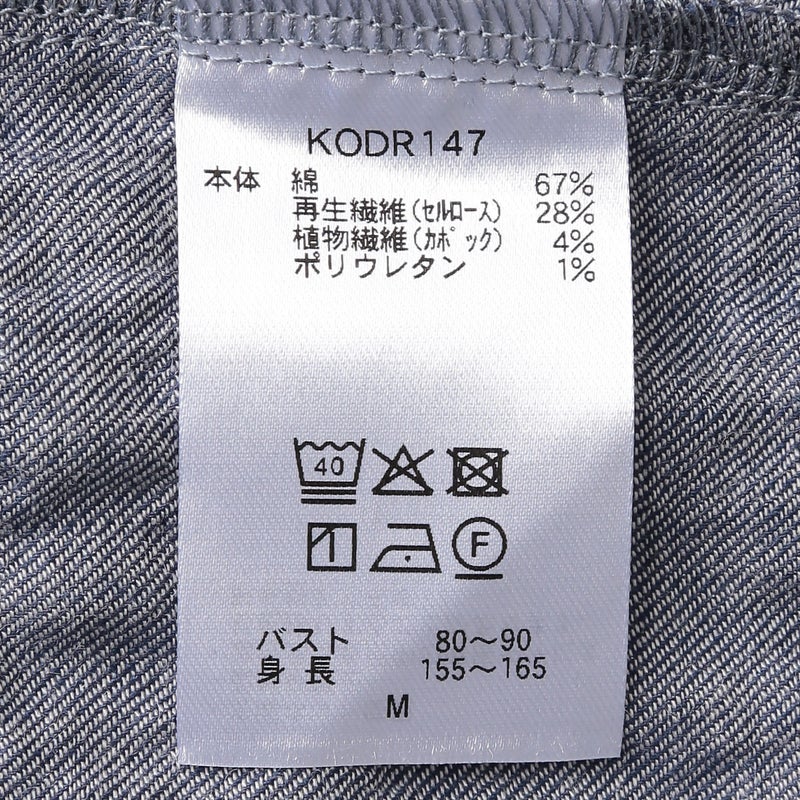 KODR147
本体 綿 67%
再生繊維(ｾﾙﾛｰｽ) 28%
植物繊維(ｶﾎﾟｯｸ) 4%
ポリウレタン 1%
40
F
バスト 80～90
身長 155～165
M